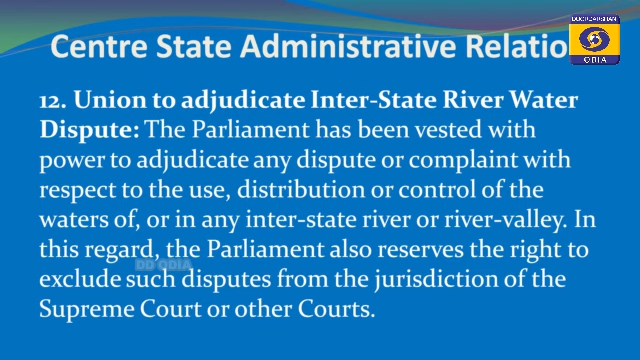 DOORDARSHAN
Centre State Administrative Relatio
ODIA
12. Union to adjudicate Inter-State River Water
Dispute: The Parliament has been vested with
power to adjudicate any dispute or complaint with
respect to the use, distribution or control of the
waters of, or in any inter-state river or river-valley. In
this regard, the Parliament also reserves the right to
DD ODIA
exclude such disputes from the jurisdiction of the
Supreme Court or other Courts.